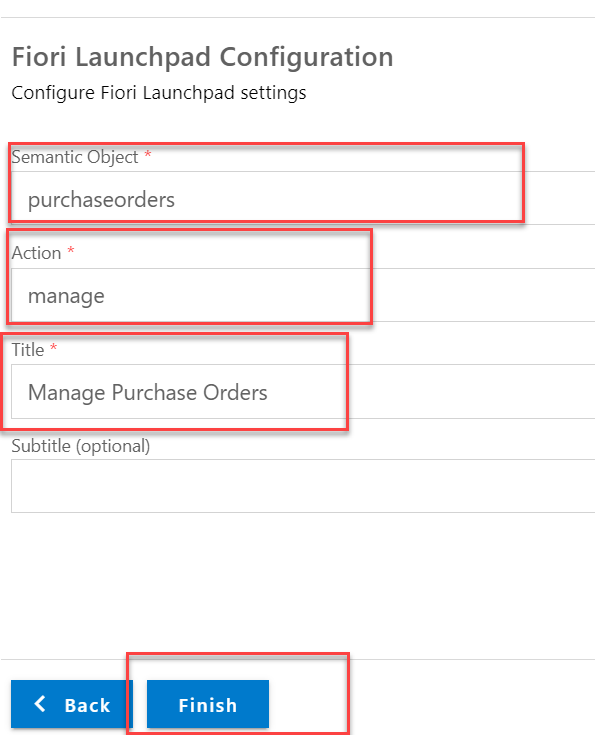 Fiori Launchpad Configuration
Configure Fiori Launchpad settings
Semantic Object *
purchaseorders
Action *
manage
Title *
Manage Purchase Orders
Subtitle (optional)
Back Finish